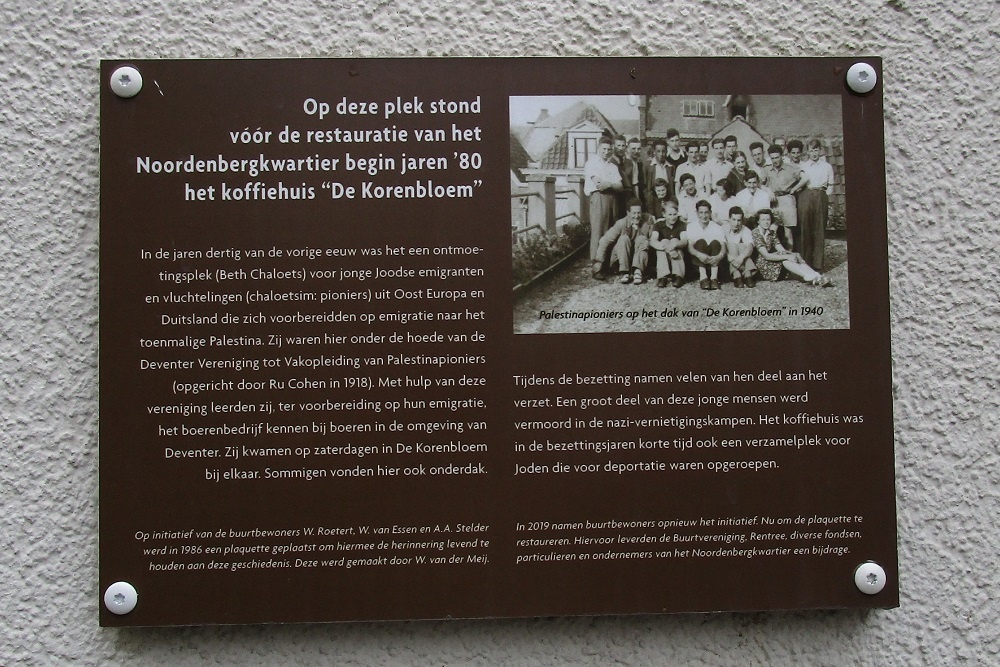 Op deze plek stond
vóór de restauratie van het
Noordenbergkwartier begin jaren ’80
het koffiehuis “De Korenbloem”
In de jaren dertig van de vorige eeuw was het een ontmoe-
tingsplek (Beth Chaloets) voor jonge Joodse emigranten
en vluchtelingen (chaloetsim: pioniers) uit Oost Europa en
Duitsland die zich voorbereidden op emigratie naar het
toenmalige Palestina. Zij waren hier onder de hoede van de
Deventer Vereniging tot Vakopleiding van Palestinapioniers
(opgericht door Ru Cohen in 1918). Met hulp van deze
vereniging leerden zij, ter voorbereiding op hun emigratie,
het boerenbedrijf kennen bij boeren in de omgeving van
Deventer. Zij kwamen op zaterdagen in De Korenbloem
bij elkaar. Sommigen vonden hier ook onderdak.
Op initiatief van de buurtbewoners W. Roetert, W. van Essen en A.A. Stelder
werd in 1986 een plaquette geplaatst om hiermee de herinnering levend te
houden aan deze geschiedenis. Deze werd gemaakt door W. van der Meij.
Palestinapioniers op het dak van “De Korenbloem” in 1940
Tijdens de bezetting namen velen van hen deel aan het
verzet. Een groot deel van deze jonge mensen werd
vermoord in de nazi-vernietigingskampen. Het koffiehuis was
in de bezettingsjaren korte tijd ook een verzamelplek voor
Joden die voor deportatie waren opgeroepen.
In 2019 namen buurtbewoners opnieuw het initiatief. Nu om de plaquette te
restaureren. Hiervoor leverden de Buurtvereniging, Rentree, diverse fondsen,
particulieren en ondernemers van het Noordenbergkwartier een bijdrage.